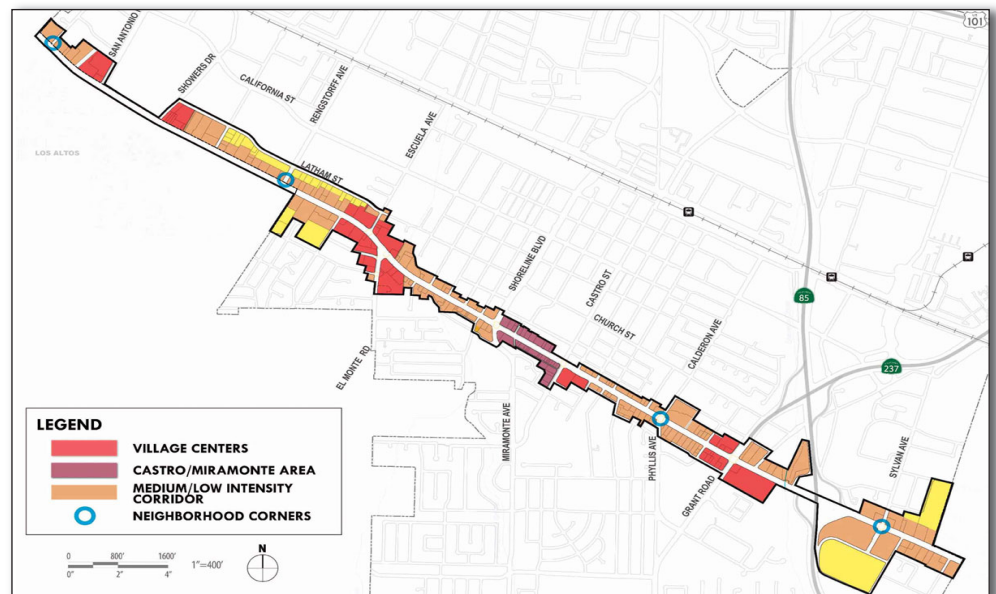 101
SAN ANTONIO
SHOWERS DR
CALIFORNIA ST
RENGSTORFF AVE
ESCUELA AVE
LOS ALTOS
LATHAM ST
SHORELINE BLVD
CASTRO ST
CHURCH ST
CALDERON AVE
85
237
EL MONTE RD
MIRAMONTE AVE
PHYLLIS AVE
GRANT ROAD
SYLVAN AVE
LEGEND
VILLAGE CENTERS
CASTRO/MIRAMONTE AREA
MEDIUM/LOW INTENSITY
CORRIDOR
NEIGHBORHOOD CORNERS
0 800' 1600'
0" 2" 4"
1"=400'
N